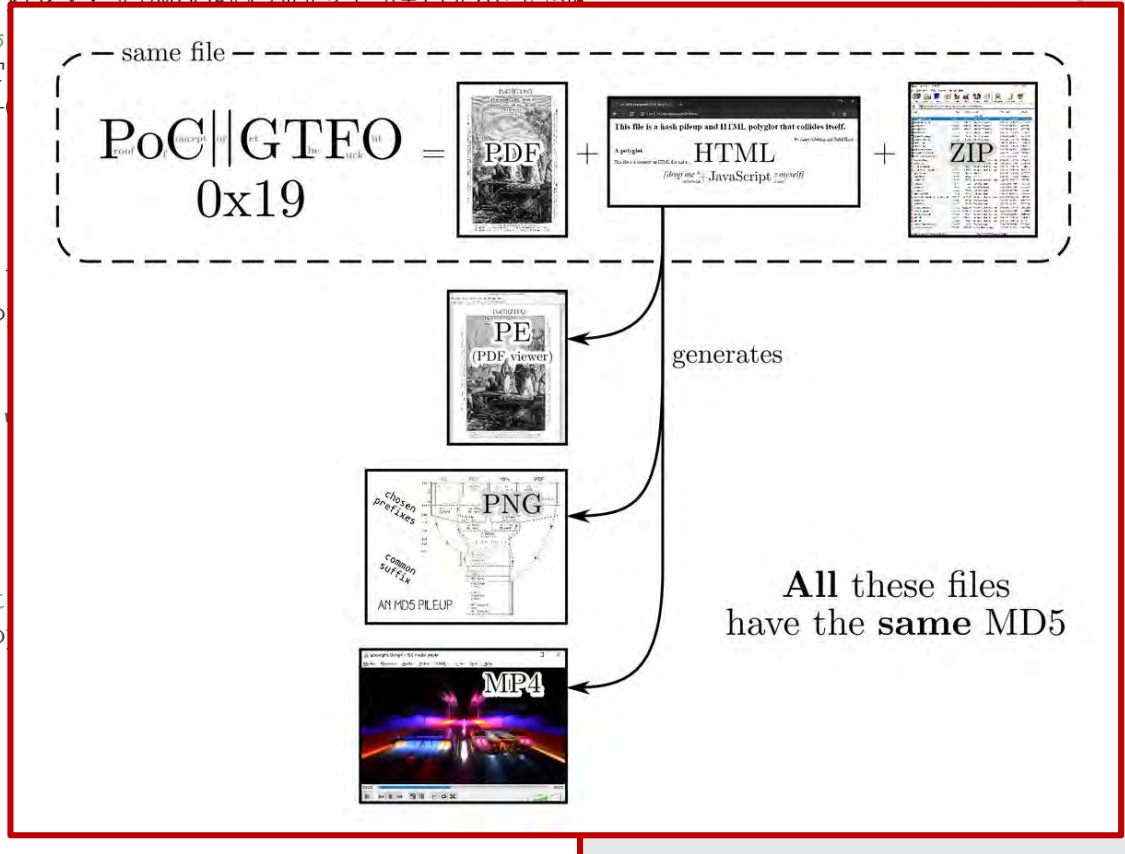 same file
PoC||GTFO
0x19
=
PDF
+
This file is a hash pileup and HTML polyglot that collides itself.
A polyglot
HTML
+JavaScript
+
ZIP
PE
(PDF viewer)
generates
chosen
prefixes
PNG
common
suffix
AN MD5 PILEUP
All these files
have the same MD5
MP4